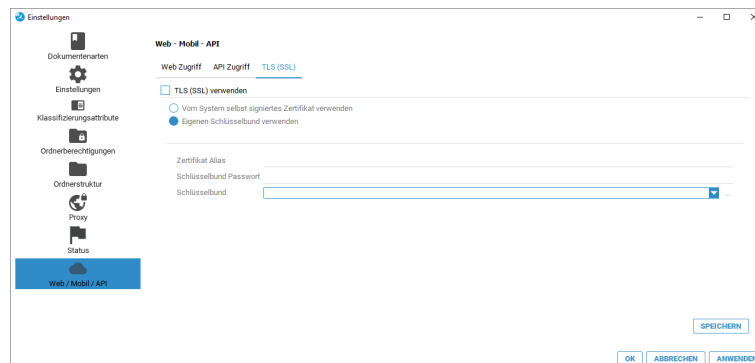 Einstellungen
Dokumentenarten
Einstellungen
Klassifizierungsattribute
Ordnerberechtigungen
Ordnerstruktur
Proxy
Status
Web / Mobil / API
Web - Mobil - API
Web Zugriff API Zugriff TLS (SSL)
TLS (SSL) verwenden
Vom System selbst signiertes Zertifikat verwenden
Eigenen Schlüsselbund verwenden
Zertifikat Alias
Schlüsselbund Passwort
Schlüsselbund
...
SPEICHERN
OK ABBRECHEN ANWENDEN